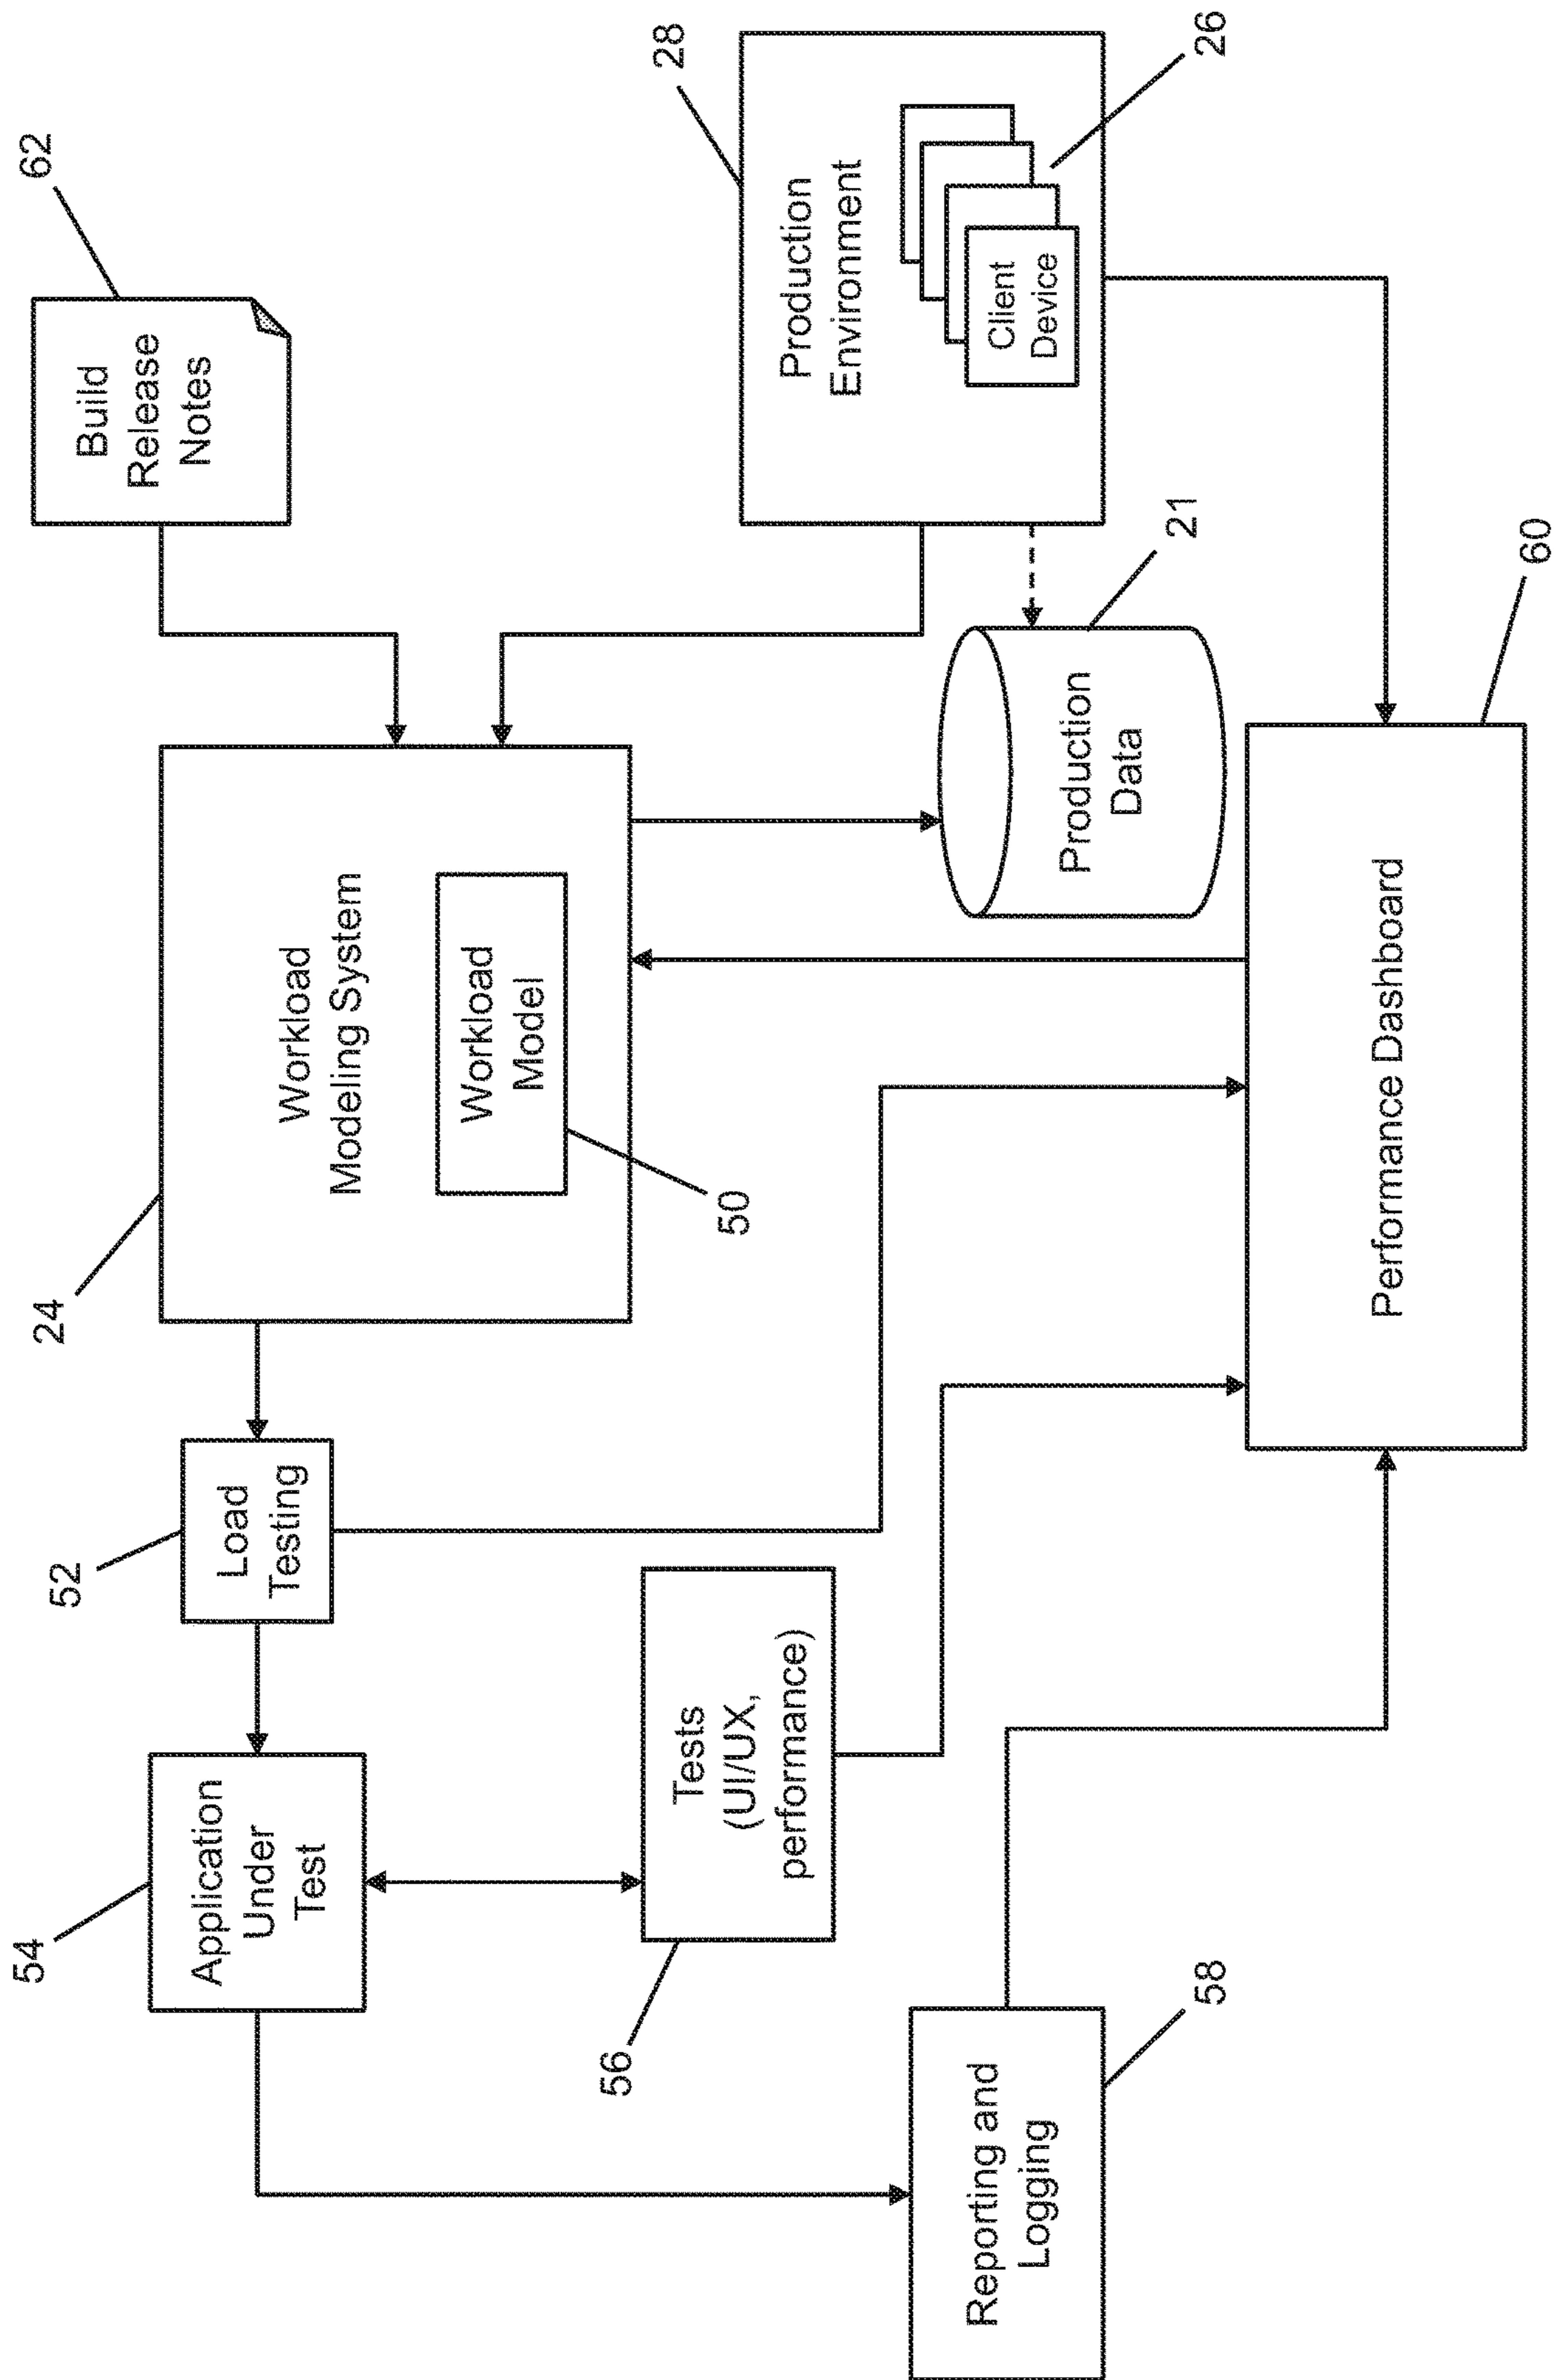 54
Application
Under
Test
52
Load
Testing
24
Workload
Modeling System
Workload
Model
50
62
Build
Release
Notes
28
Production
Environment
Client
Device
26
56
Tests
(UI/UX,
performance)
Production
Data
21
Reporting and
Logging
58
Performance Dashboard
60